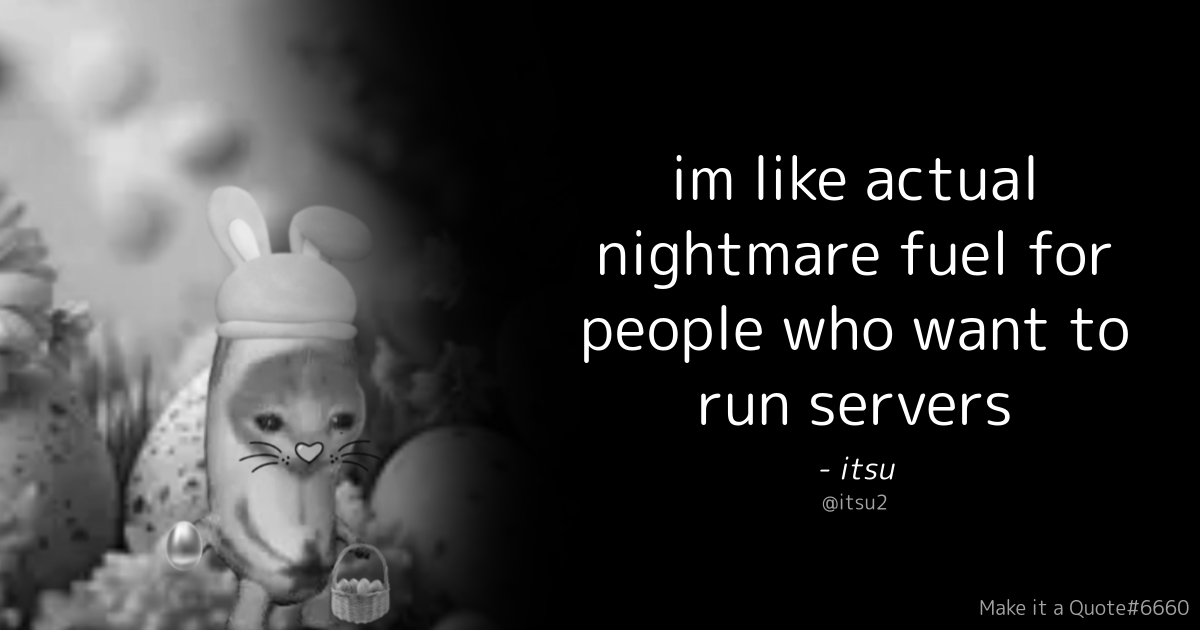 im like actual
nightmare fuel for
people who want to
run servers
- itsu
@itsu2
Make it a Quote#6660